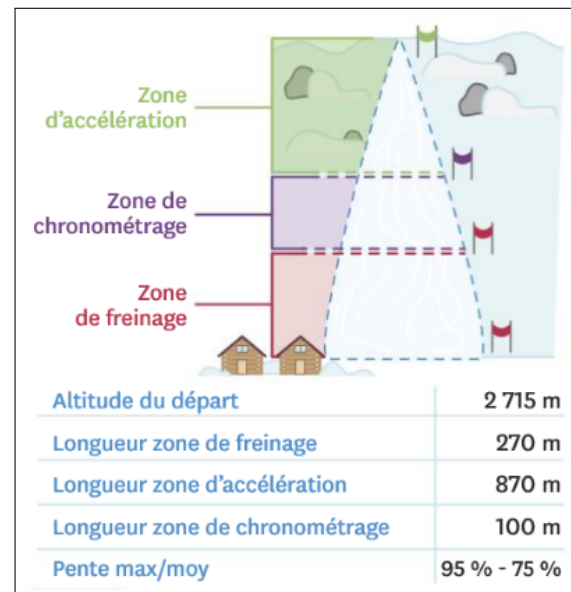 Zone
d'accélération
Zone de
chronométrage
Zone
de freinage
Altitude du départ 2 715 m
Longueur zone de freinage 270 m
Longueur zone d'accélération 870 m
Longueur zone de chronométrage 100 m
Pente max/moy 95 % - 75 %